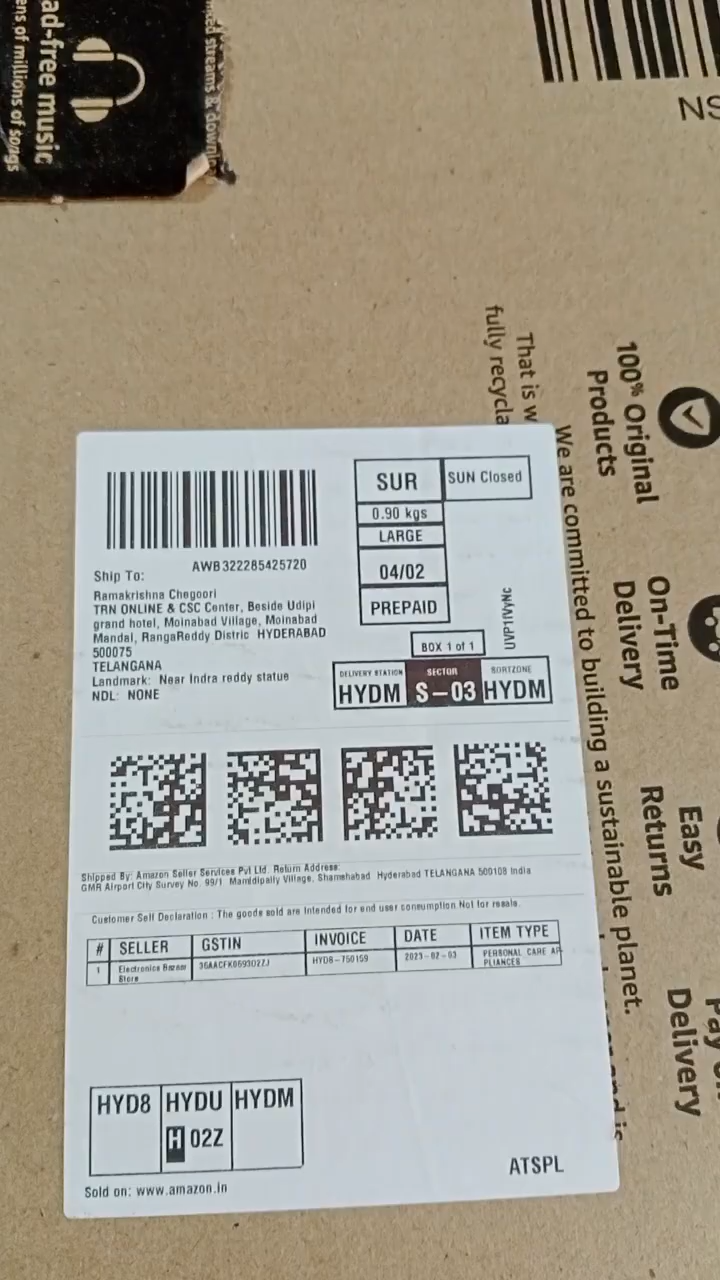 ad-free music
ens of millions of songs
SUR
SUN Closed
0.90 kgs
LARGE
04/02
PREPAID
BOX 1 of 1
UVP1lVyNc
AWB 322285425720
Ship To:
Ramakrishna Chegoori
TRN ONLINE & CSC Center, Beside Udipi
grand hotel, Moinabad Village, Moinabad
Mandal, RangaReddy Distric HYDERABAD
500075
TELANGANA
Landmark: Near Indra reddy statue
NDL: NONE
DELIVERY STATION SECTOR SORTZONE
HYDM S-03 HYDM
Shipped By: Amazon Seller Services Pvt Ltd. Return Address:
GMR Airport City Survey No. 99/1 Mamidipally Village, Shamshabad Hyderabad TELANGANA 500108 India
Customer Self Declaration : The goods sold are intended for end user consumption Not for resale.
# SELLER GSTIN INVOICE DATE ITEM TYPE
1 Electronics Bazaar HYD8-750159 2023-02-03 PERSONAL CARE AP
Store PLIANCES
HYD8 HYDU HYDM
H 02Z
ATSPL
Sold on: www.amazon.in
That is w
fully recycla
We are committed to building a sustainable planet.
100% Original
Products
On-Time
Delivery
Easy
Returns
Delivery